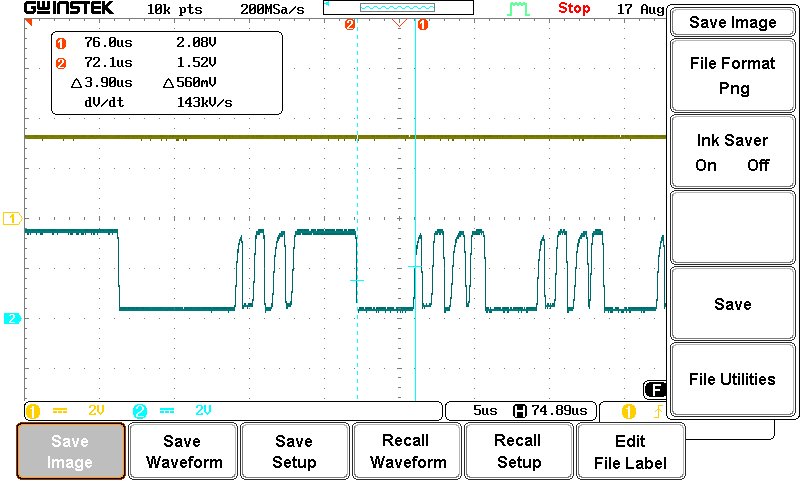 GWINSTEK 10k pts 200MSa/s Stop 17 Aug
2 1
1 76.0us 2.08V
2 72.1us 1.52V
△3.90us △560mV
dV/dt 143kV/s
1
2
F
1 2V 2 2V 5us H 74.89us 1
Save Image
File Format
Png
Ink Saver
On Off
Save
File Utilities
Save
Image
Save
Waveform
Save
Setup
Recall
Waveform
Recall
Setup
Edit
File Label